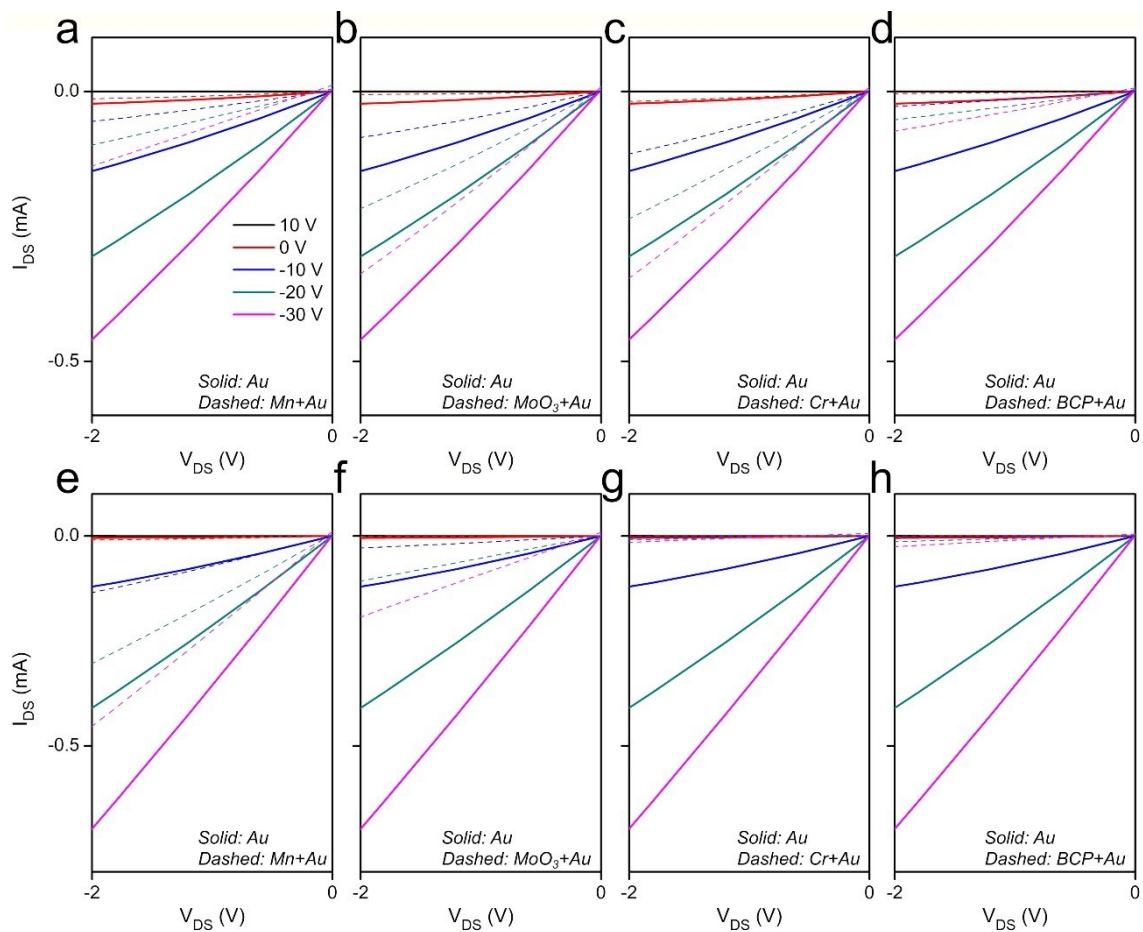 a
b
c
d
0.0
-0.5
I_DS (mA)
10 V
0 V
-10 V
-20 V
-30 V
Solid: Au
Dashed: Mn+Au
Solid: Au
Dashed: MoO₃+Au
Solid: Au
Dashed: Cr+Au
Solid: Au
Dashed: BCP+Au
-2
0
-2
0
-2
0
-2
0
V_DS (V)
V_DS (V)
V_DS (V)
V_DS (V)
e
f
g
h
0.0
-0.5
I_DS (mA)
Solid: Au
Dashed: Mn+Au
Solid: Au
Dashed: MoO₃+Au
Solid: Au
Dashed: Cr+Au
Solid: Au
Dashed: BCP+Au
-2
0
-2
0
-2
0
-2
0
V_DS (V)
V_DS (V)
V_DS (V)
V_DS (V)